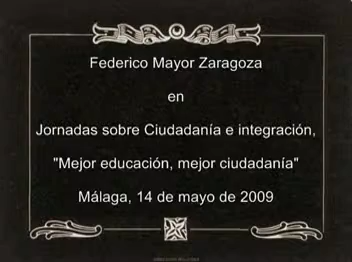 Federico Mayor Zaragoza
en
Jornadas sobre Ciudadanía e integración,
"Mejor educación, mejor ciudadanía"
Málaga, 14 de mayo de 2009